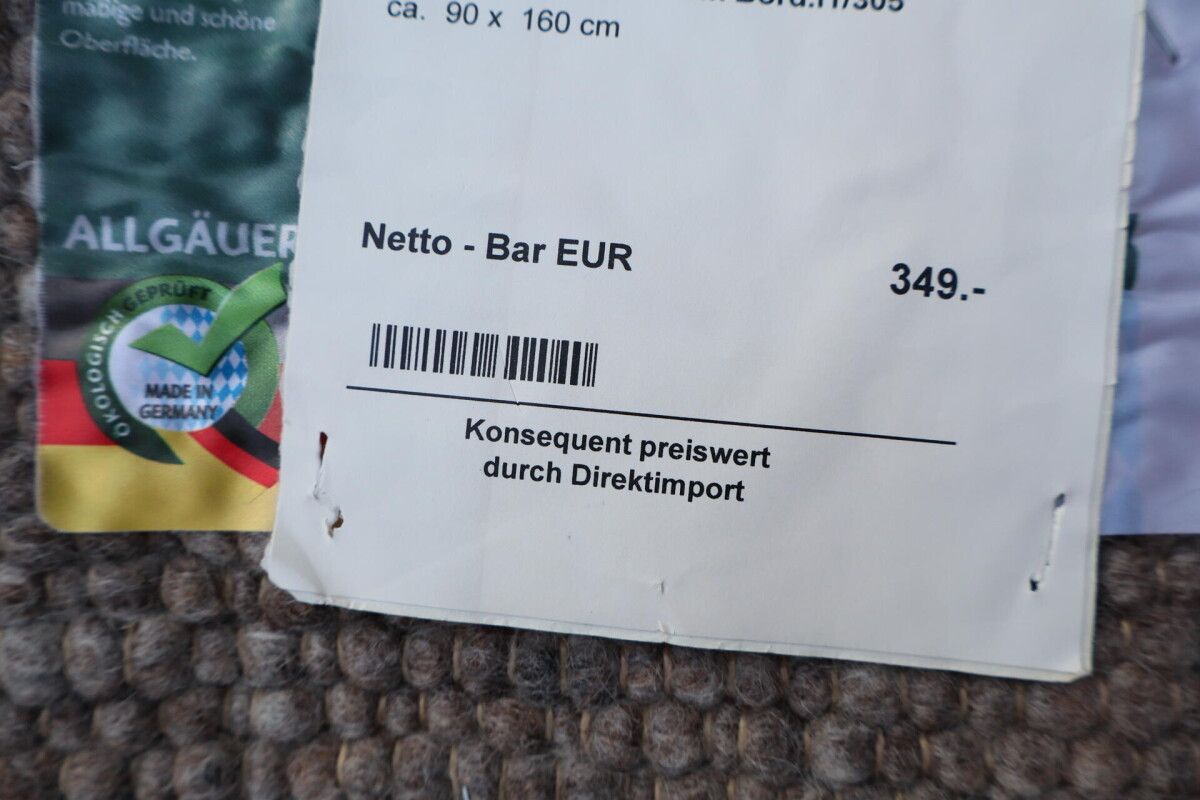 mäßige und schöne
Oberfläche.
ALLGÄUER
ÖKOLOGISCH GEPRÜFT
MADE IN
GERMANY
ca. 90 x 160 cm
Netto - Bar EUR 349.-
Konsequent preiswert
durch Direktimport